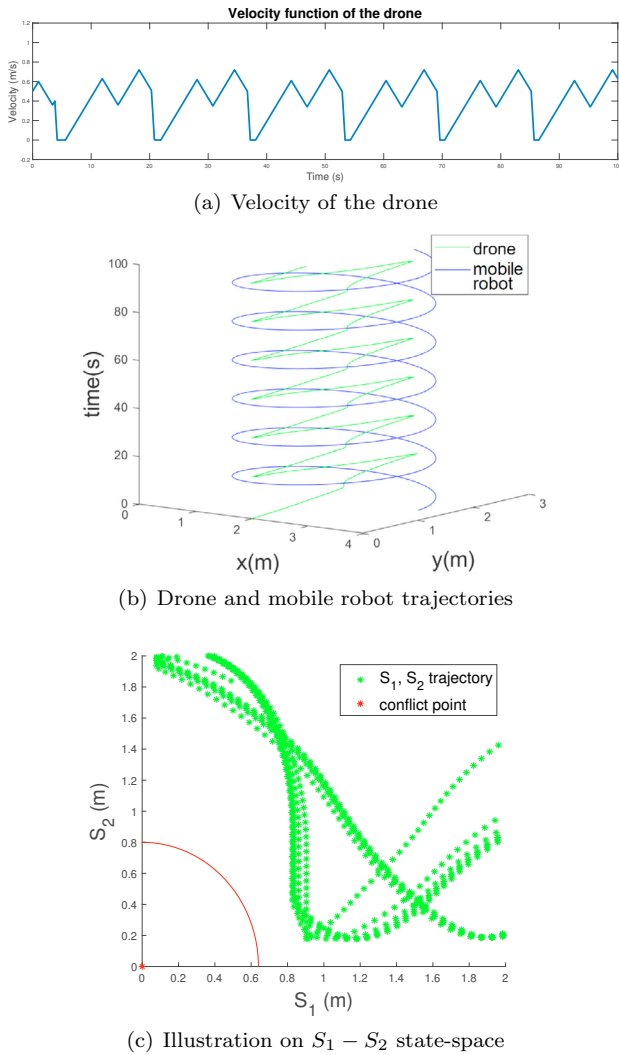 Velocity function of the drone
1.2
1
0.8
0.6
0.4
0.2
0
-0.2
Velocity (m/s)
0 10 20 30 40 50 60 70 80 90 100
Time (s)
(a) Velocity of the drone
drone
mobile
robot
100
80
60
40
20
0
time(s)
0 1 2 3 4
x(m)
0 1 2 3
y(m)
(b) Drone and mobile robot trajectories
2
1.8
1.6
1.4
1.2
1
0.8
0.6
0.4
0.2
0
S₂ (m)
S₁, S₂ trajectory
conflict point
0 0.2 0.4 0.6 0.8 1 1.2 1.4 1.6 1.8 2
S₁ (m)
(c) Illustration on S₁ − S₂ state-space